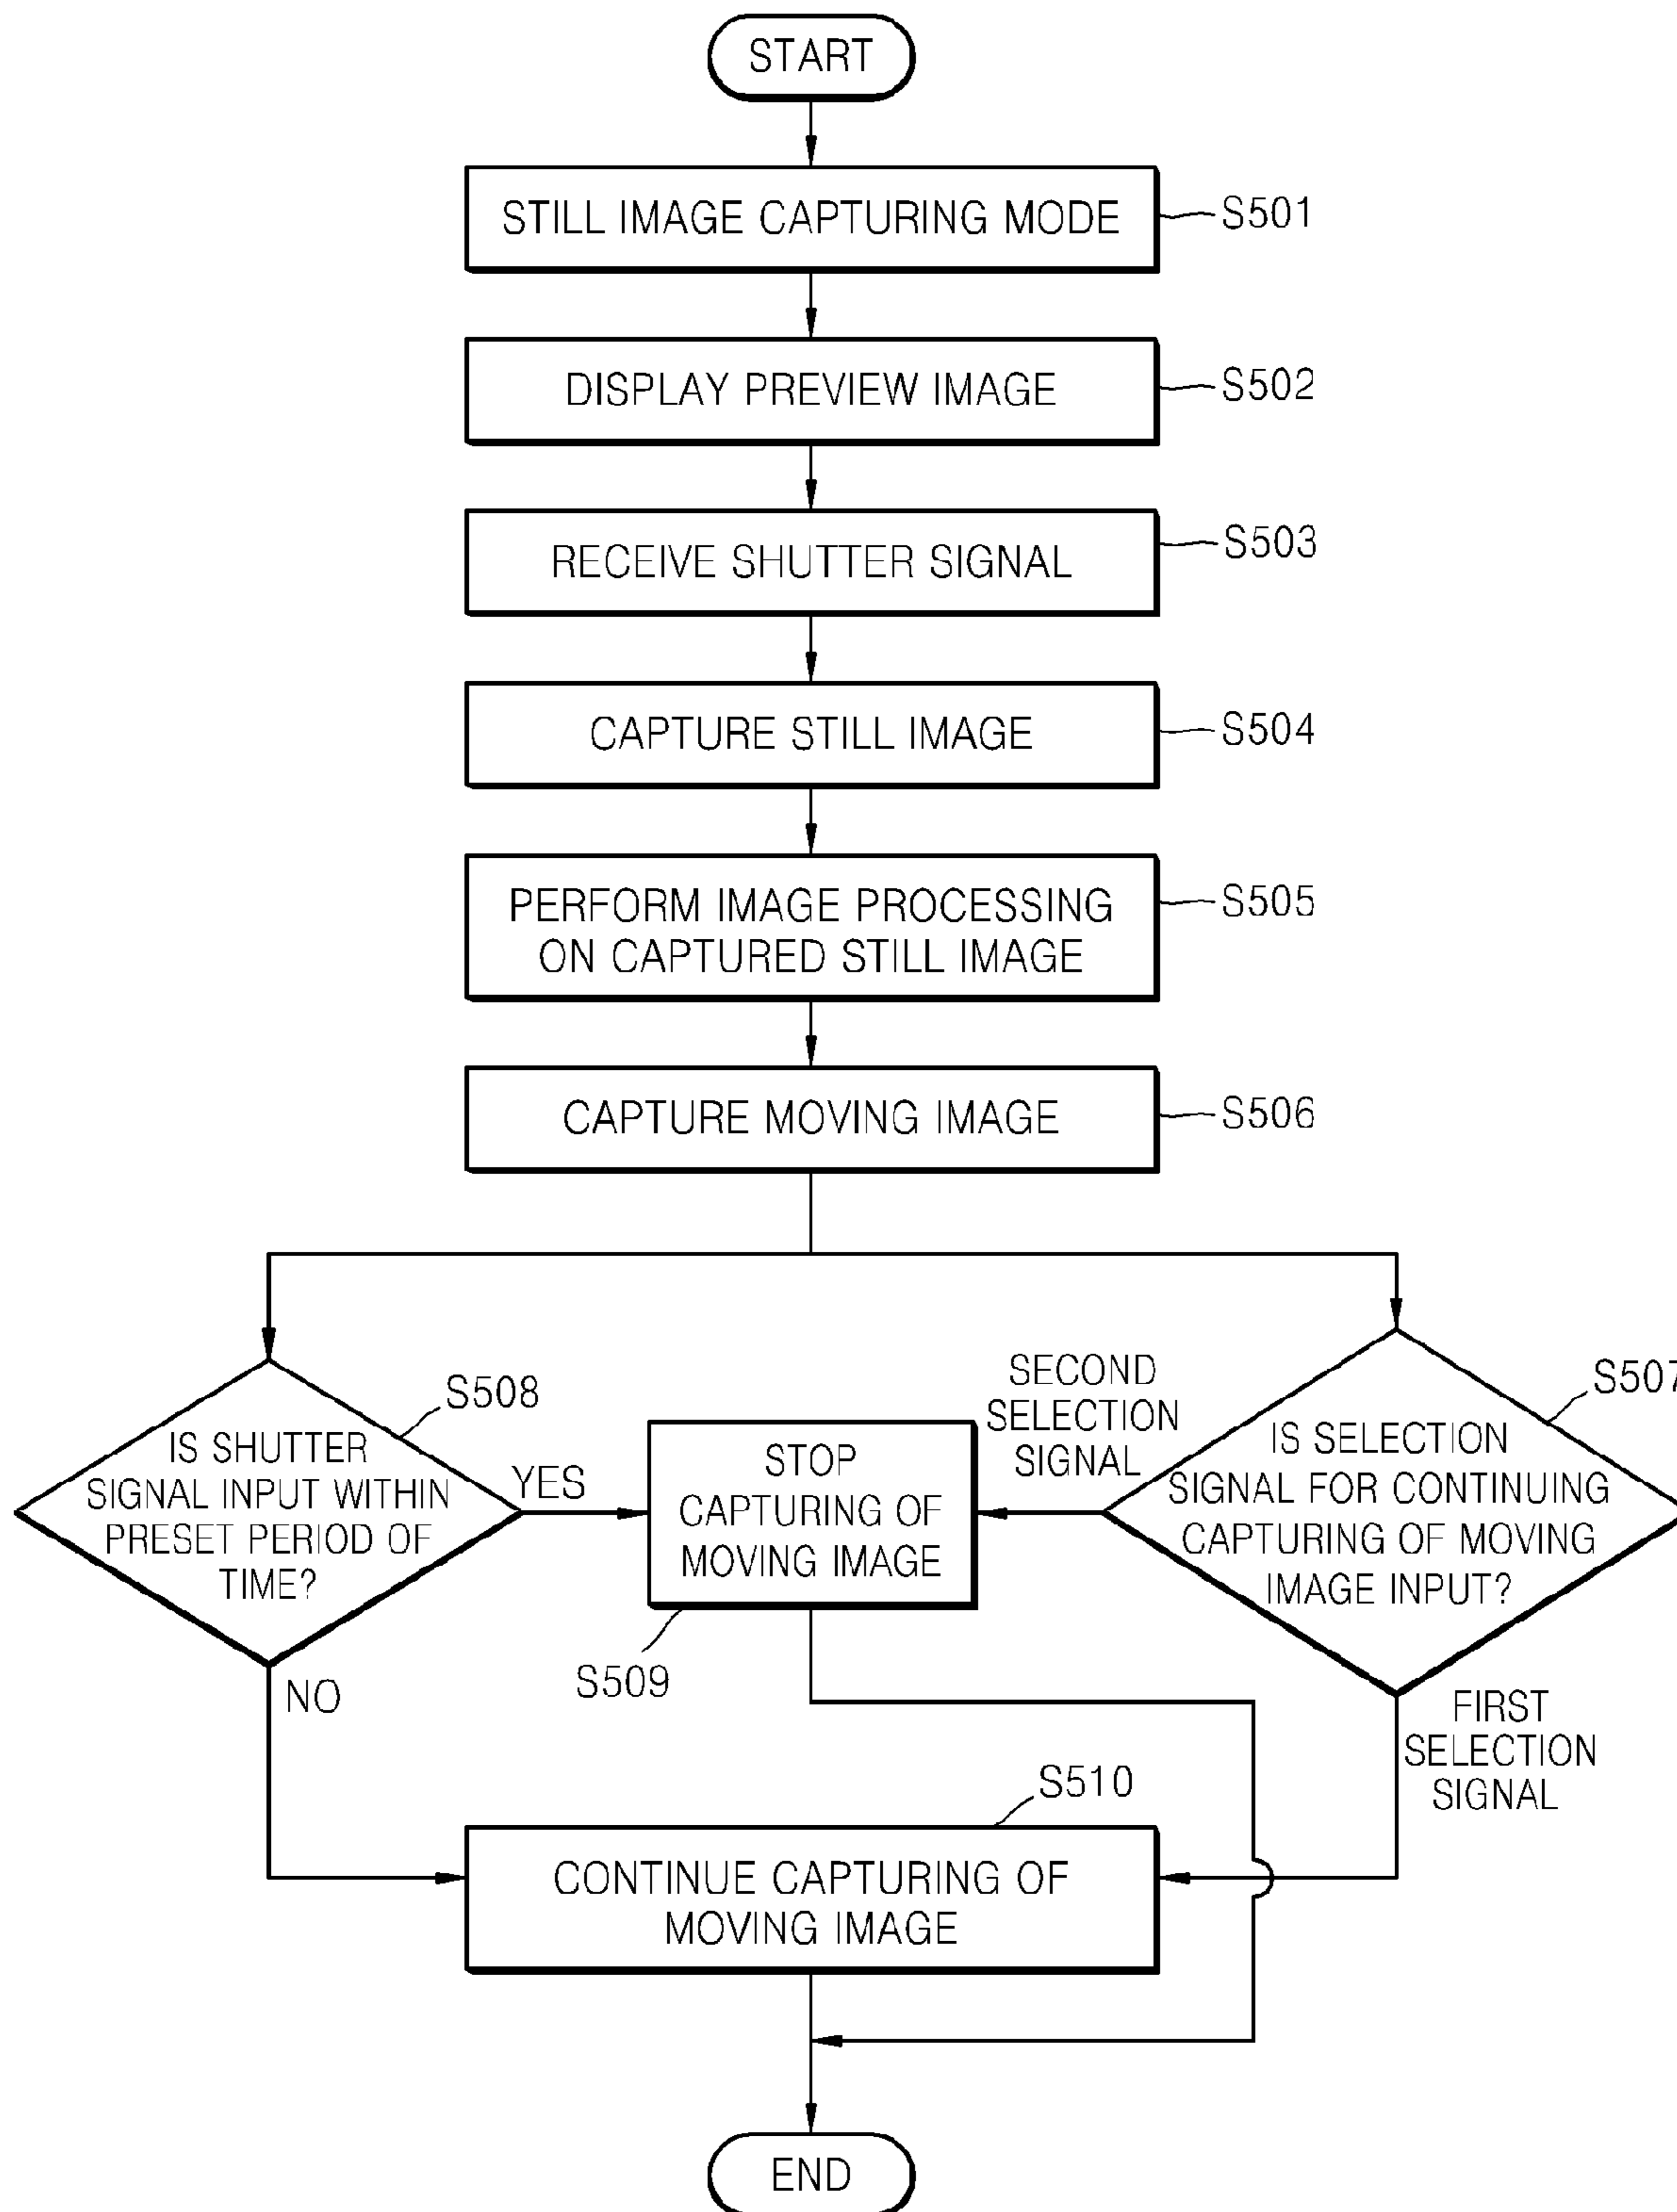 START
STILL IMAGE CAPTURING MODE
S501
DISPLAY PREVIEW IMAGE
S502
RECEIVE SHUTTER SIGNAL
S503
CAPTURE STILL IMAGE
S504
PERFORM IMAGE PROCESSING
ON CAPTURED STILL IMAGE
S505
CAPTURE MOVING IMAGE
S506
S508
IS SHUTTER
SIGNAL INPUT WITHIN
PRESET PERIOD OF
TIME?
YES
NO
STOP
CAPTURING OF
MOVING IMAGE
S509
SECOND
SELECTION
SIGNAL
S507
IS SELECTION
SIGNAL FOR CONTINUING
CAPTURING OF MOVING
IMAGE INPUT?
FIRST
SELECTION
SIGNAL
S510
CONTINUE CAPTURING OF
MOVING IMAGE
END